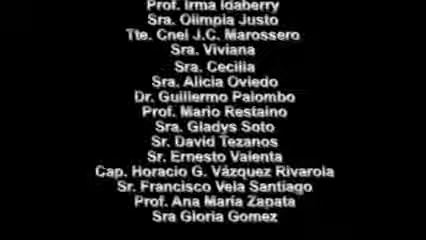 Prof. Irma Idaberry
Sra. Olimpia Justo
Tte. Cnel J.C. Marossero
Sra. Viviana
Sra. Cecilia
Sra. Alicia Oviedo
Dr. Guillermo Palombo
Prof. Mario Restaino
Sra. Gladys Soto
Sr. David Tezanos
Sr. Ernesto Valenta
Cap. Horacio G. Vázquez Rivarola
Sr. Francisco Vela Santiago
Prof. Ana María Zapata
Sra Gloria Gomez